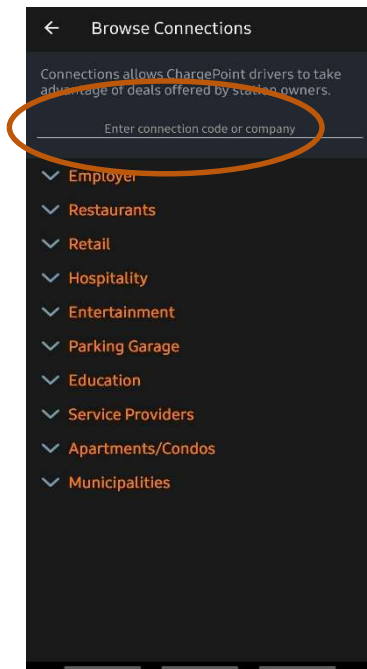 Browse Connections
Connections allows ChargePoint drivers to take
advantage of deals offered by station owners.
Enter connection code or company
Employer
Restaurants
Retail
Hospitality
Entertainment
Parking Garage
Education
Service Providers
Apartments/Condos
Municipalities